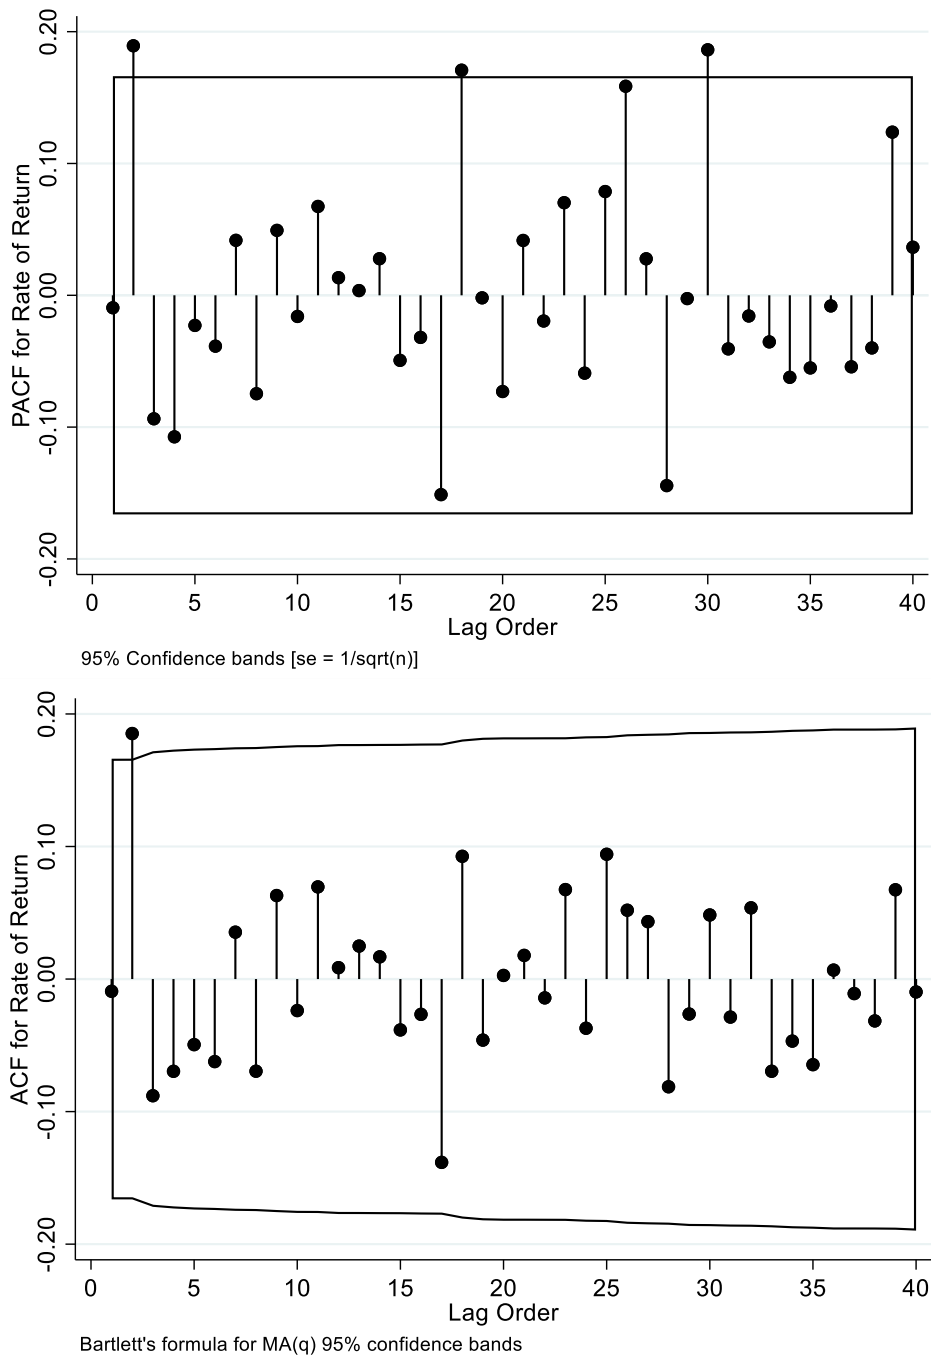 PACF for Rate of Return
0.20
0.10
0.00
-0.10
-0.20
0 5 10 15 20 25 30 35 40
Lag Order
95% Confidence bands [se = 1/sqrt(n)]
ACF for Rate of Return
0.20
0.10
0.00
-0.10
-0.20
0 5 10 15 20 25 30 35 40
Lag Order
Bartlett's formula for MA(q) 95% confidence bands